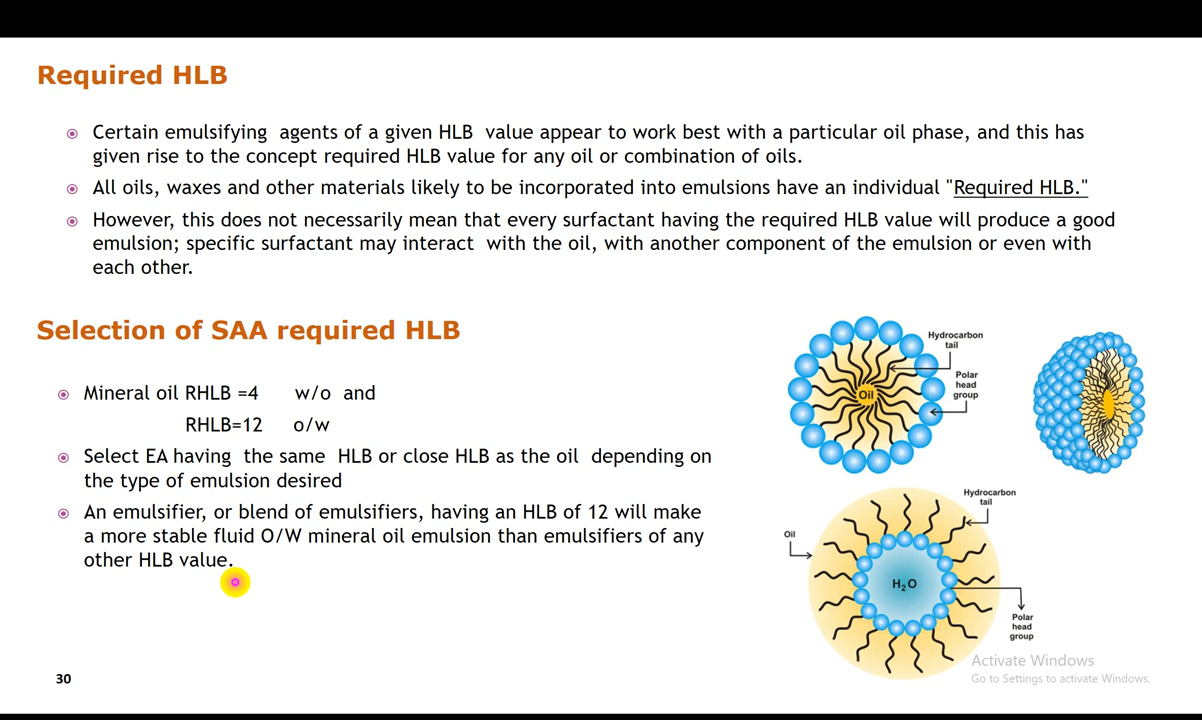 Required HLB
Certain emulsifying agents of a given HLB value appear to work best with a particular oil phase, and this has
given rise to the concept required HLB value for any oil or combination of oils.
All oils, waxes and other materials likely to be incorporated into emulsions have an individual "Required HLB."
However, this does not necessarily mean that every surfactant having the required HLB value will produce a good
emulsion; specific surfactant may interact with the oil, with another component of the emulsion or even with
each other.
Selection of SAA required HLB
Mineral oil RHLB =4 w/o and
RHLB=12 o/w
Select EA having the same HLB or close HLB as the oil depending on
the type of emulsion desired
An emulsifier, or blend of emulsifiers, having an HLB of 12 will make
a more stable fluid O/W mineral oil emulsion than emulsifiers of any
other HLB value.
Hydrocarbon
tail
Polar
head
group
Oil
Hydrocarbon
tail
Oil
H₂O
Polar
head
group
Activate Windows
Go to Settings to activate Windows.
30